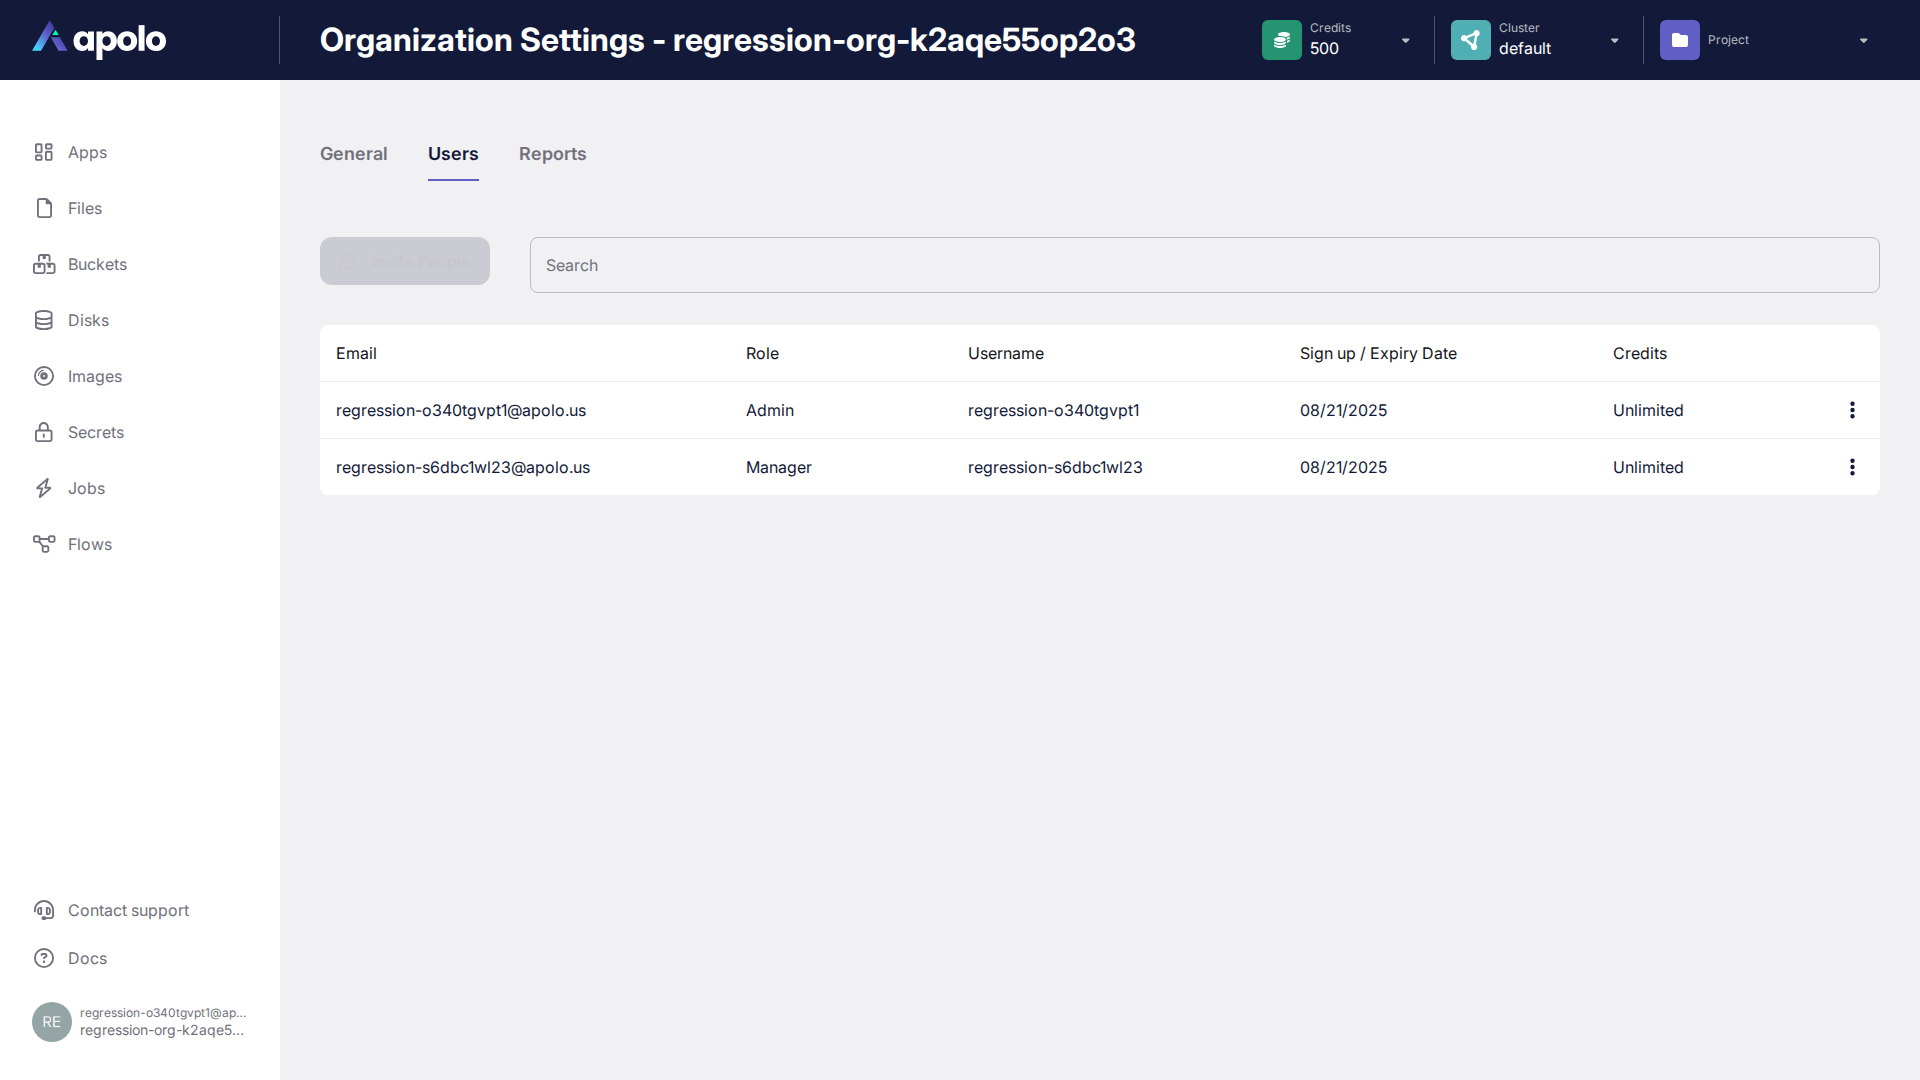 apolo
Organization Settings - regression-org-k2aqe55op2o3
Credits
500
Cluster
default
Project
Apps
Files
Buckets
Disks
Images
Secrets
Jobs
Flows
Contact support
Docs
RE
regression-o340tgvpt1@ap...
regression-org-k2aqe5...
General
Users
Reports
Invite People
Search
Email Role Username Sign up / Expiry Date Credits
regression-o340tgvpt1@apolo.us Admin regression-o340tgvpt1 08/21/2025 Unlimited
regression-s6dbc1wl23@apolo.us Manager regression-s6dbc1wl23 08/21/2025 Unlimited